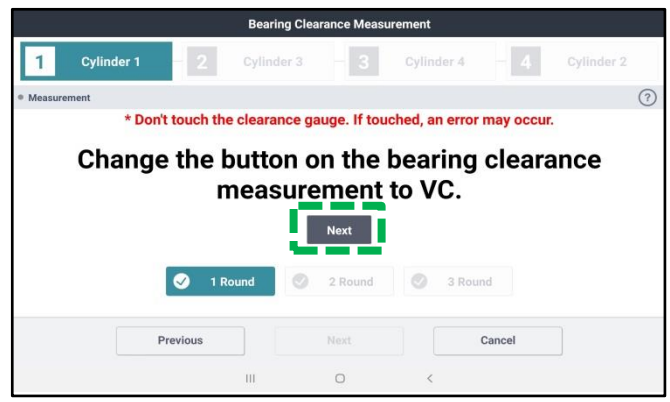 Bearing Clearance Measurement
1 Cylinder 1 2 Cylinder 3 3 Cylinder 4 4 Cylinder 2
Measurement ?
* Don't touch the clearance gauge. If touched, an error may occur.
Change the button on the bearing clearance
measurement to VC.
Next
1 Round 2 Round 3 Round
Previous Next Cancel